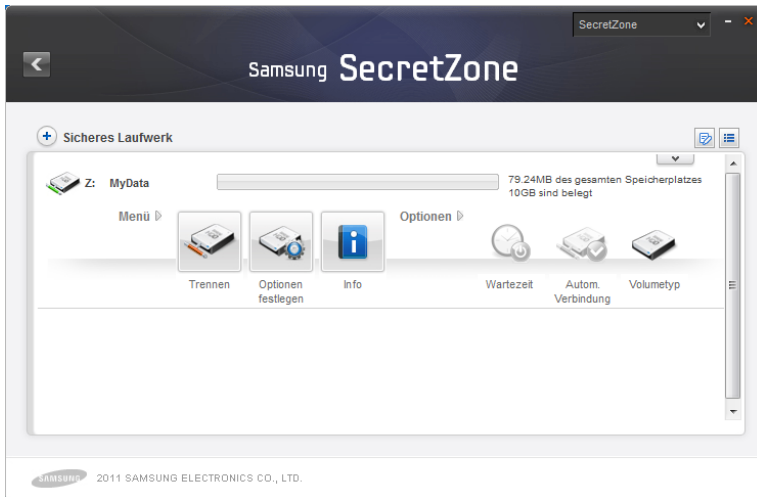 SecretZone
Samsung SecretZone
Sicheres Laufwerk
Z: MyData
79.24MB des gesamten Speicherplatzes
10GB sind belegt
Menü
Optionen
Trennen
Optionen
festlegen
Info
Wartezeit
Autom.
Verbindung
Volumetyp
SAMSUNG
2011 SAMSUNG ELECTRONICS CO., LTD.